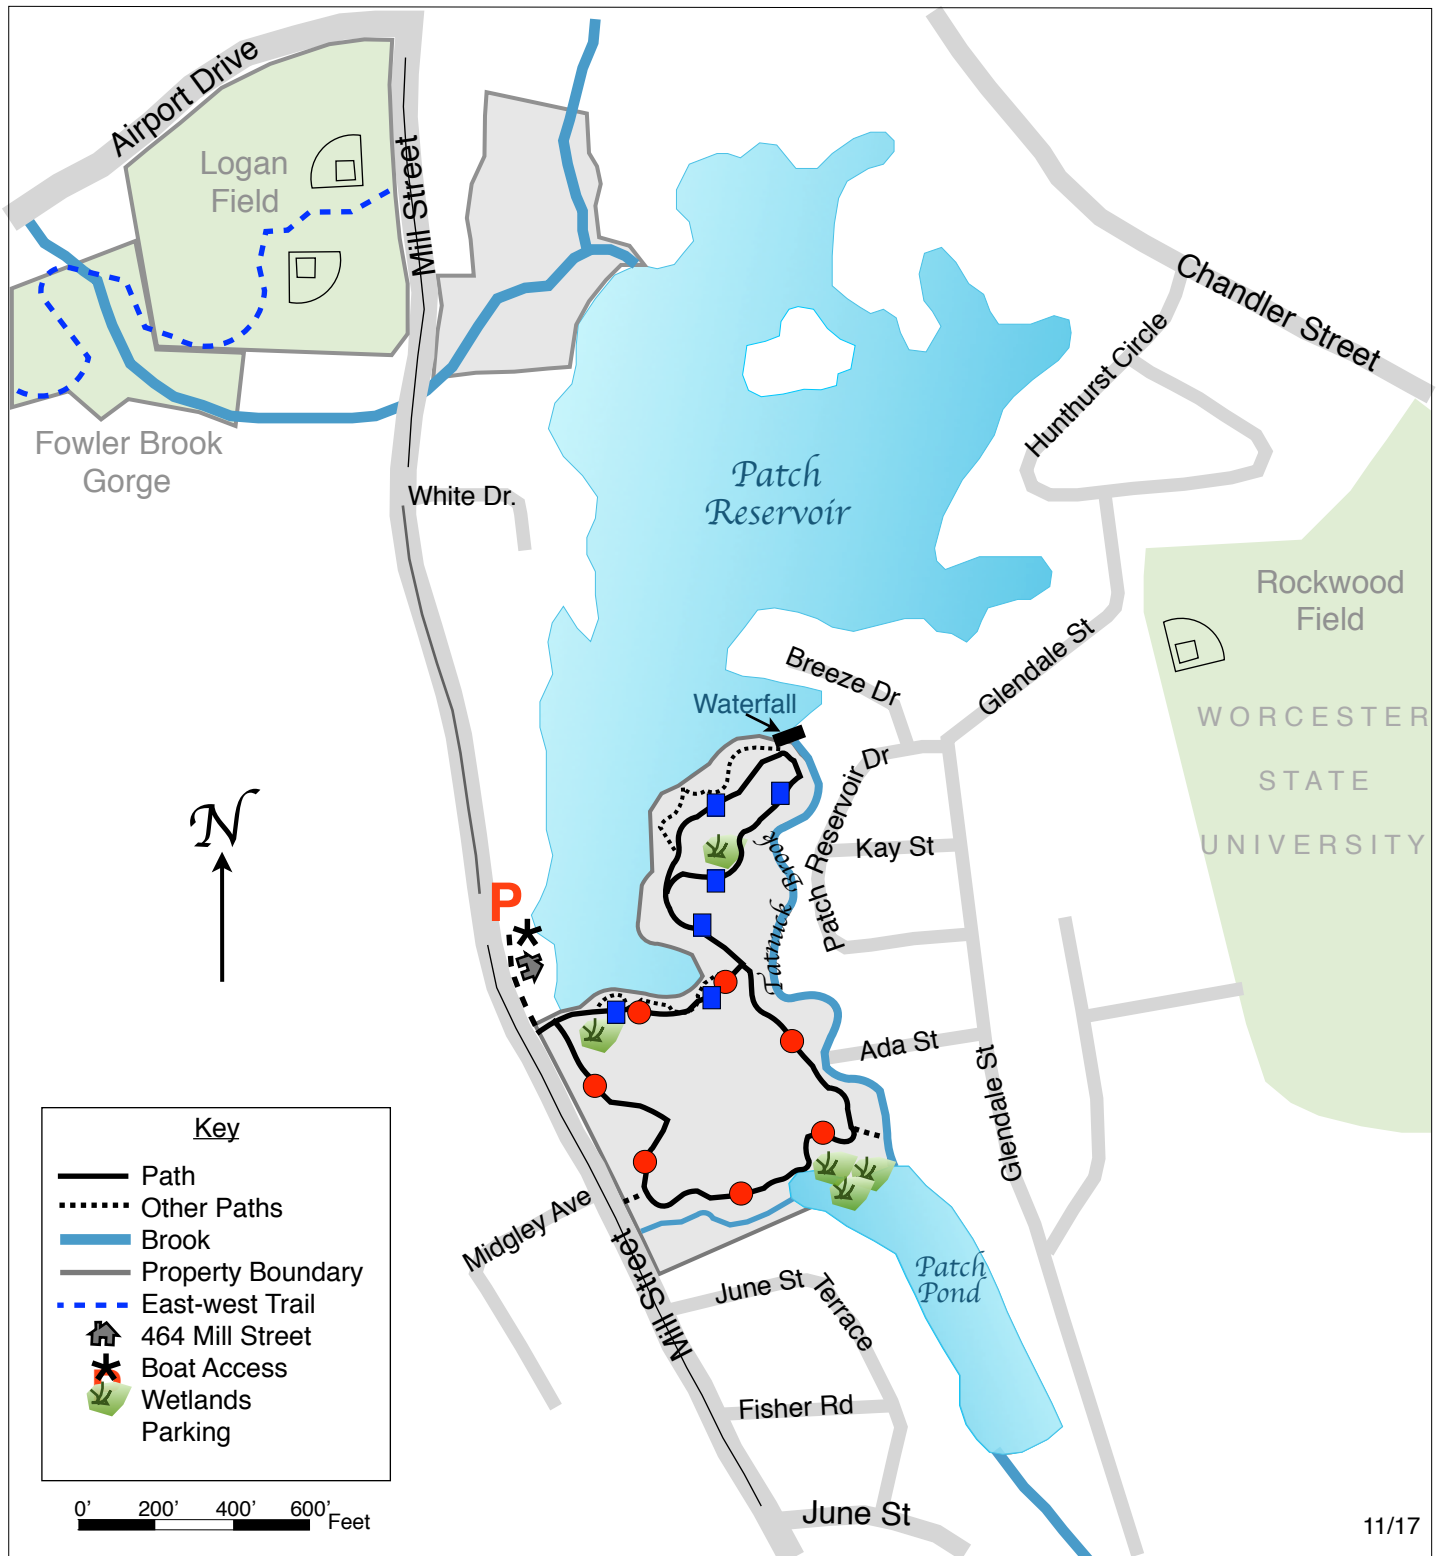 Airport Drive
Logan
Field
Mill Street
Chandler Street
Hunthurst Circle
Fowler Brook
Gorge
Patch
Reservoir
White Dr.
Rockwood
Field
Glendale St
Breeze Dr
Waterfall
WORCESTER
STATE
UNIVERSITY
Patch Reservoir Dr
Kay St
Tatnuck Brook
N
P
Ada St
Glendale St
Key
Path
Other Paths
Brook
Property Boundary
East-west Trail
464 Mill Street
Boat Access
Wetlands
Parking
Midgley Ave
Mill Street
June St Terrace
Patch
Pond
Fisher Rd
June St
0' 200' 400' 600' Feet
11/17